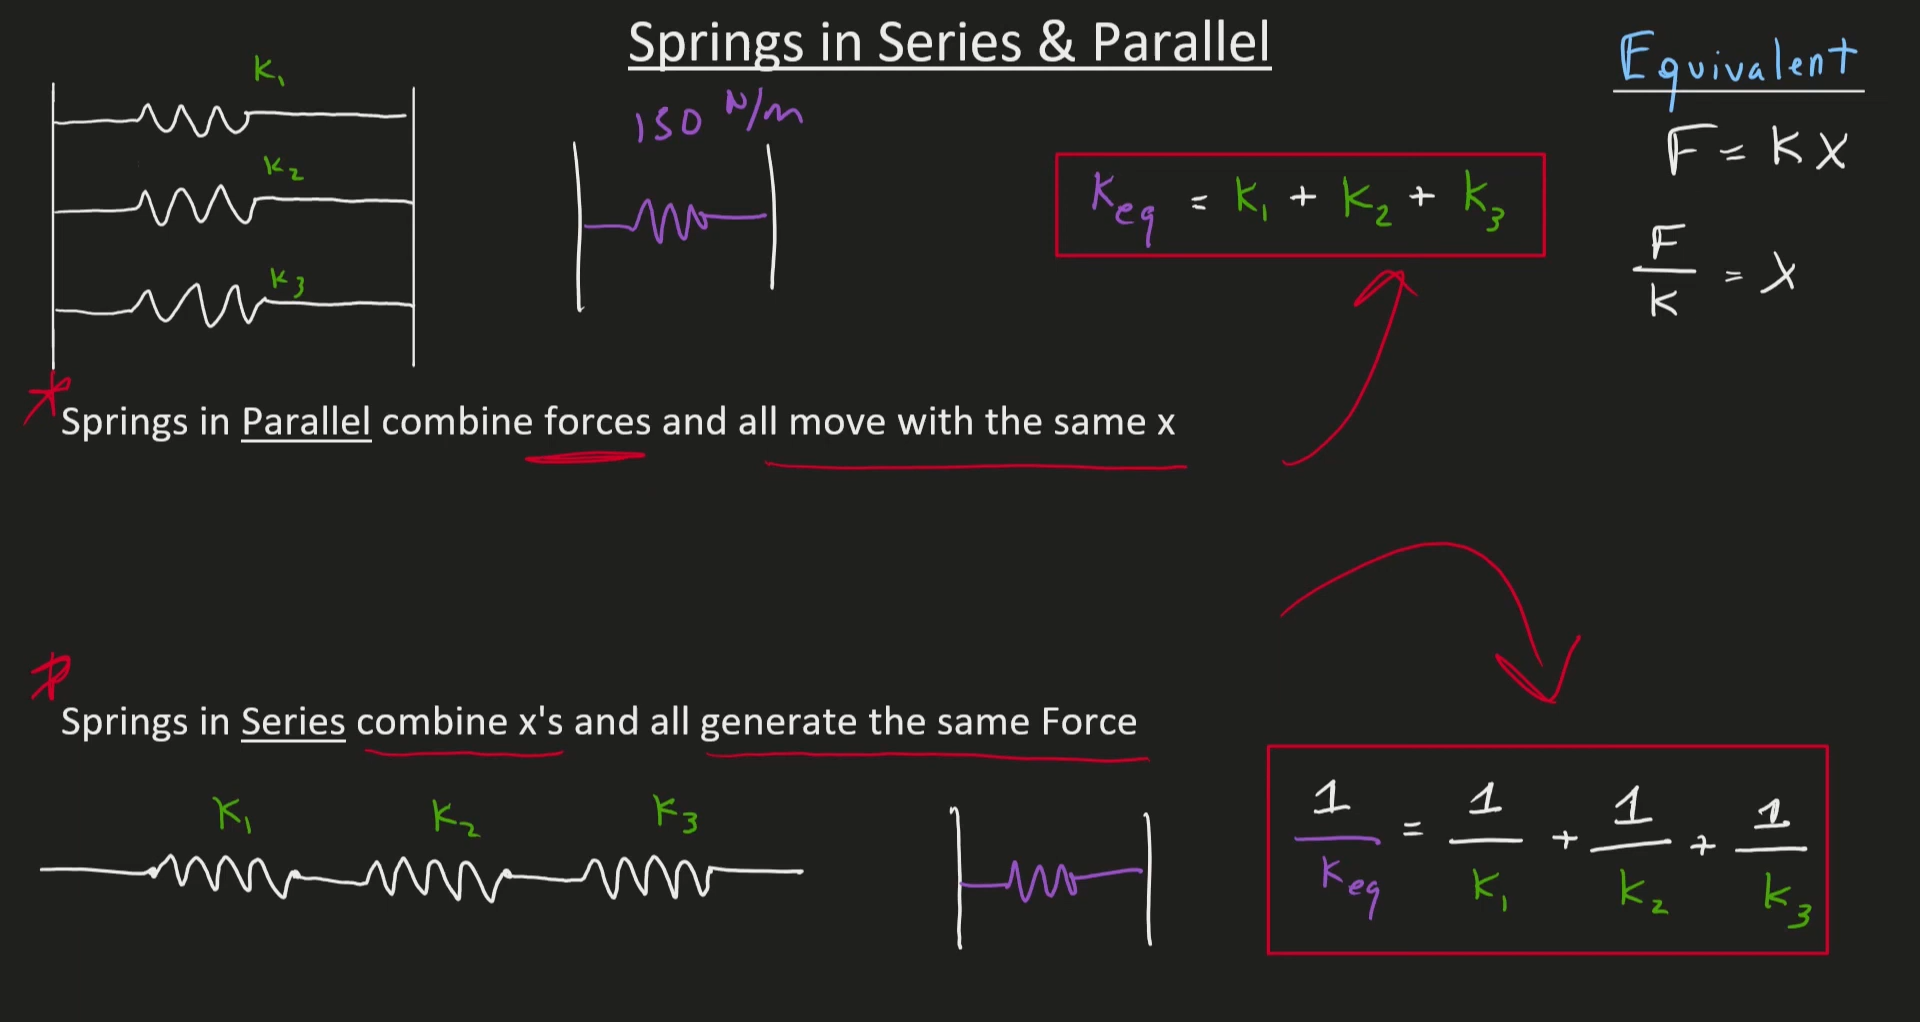 Springs in Series & Parallel
K₁
K₂
K₃
150 N/m
Keq = K₁ + K₂ + K₃
Equivalent
F = K X
F/K = X
Springs in Parallel combine forces and all move with the same x
Springs in Series combine x's and all generate the same Force
K₁ K₂ K₃
1/Keq = 1/K₁ + 1/K₂ + 1/K₃